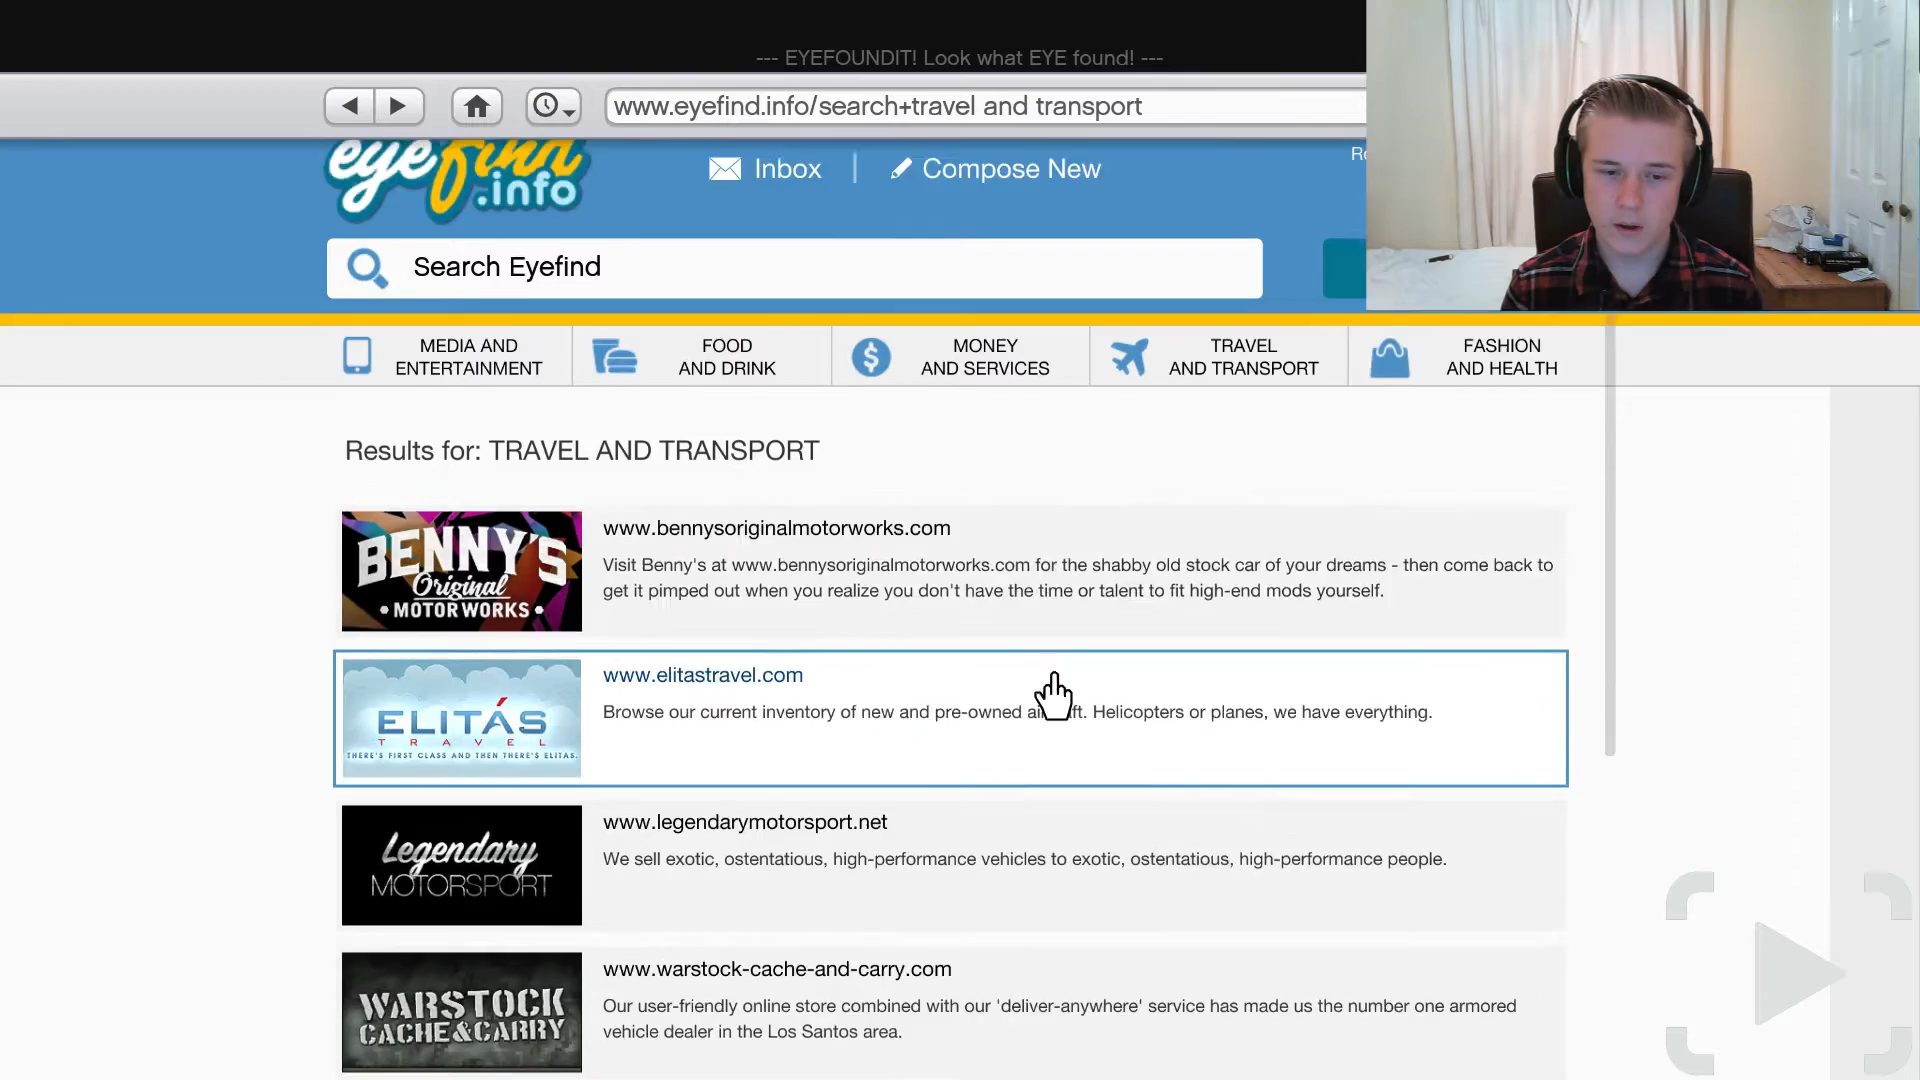 --- EYEFOUNDIT! Look what EYE found! ---
www.eyefind.info/search+travel and transport
eyefind
.info
Inbox
Compose New
Search Eyefind
MEDIA AND
ENTERTAINMENT
FOOD
AND DRINK
MONEY
AND SERVICES
TRAVEL
AND TRANSPORT
FASHION
AND HEALTH
Results for: TRAVEL AND TRANSPORT
BENNY'S
Original
MOTOR WORKS
www.bennysoriginalmotorworks.com
Visit Benny's at www.bennysoriginalmotorworks.com for the shabby old stock car of your dreams - then come back to
get it pimped out when you realize you don't have the time or talent to fit high-end mods yourself.
ELITÁS
TRAVEL
THERE'S FIRST CLASS AND THEN THERE'S ELITAS.
www.elitastravel.com
Browse our current inventory of new and pre-owned aircraft. Helicopters or planes, we have everything.
Legendary
MOTORSPORT
www.legendarymotorsport.net
We sell exotic, ostentatious, high-performance vehicles to exotic, ostentatious, high-performance people.
WARSTOCK
CACHE&CARRY
www.warstock-cache-and-carry.com
Our user-friendly online store combined with our 'deliver-anywhere' service has made us the number one armored
vehicle dealer in the Los Santos area.